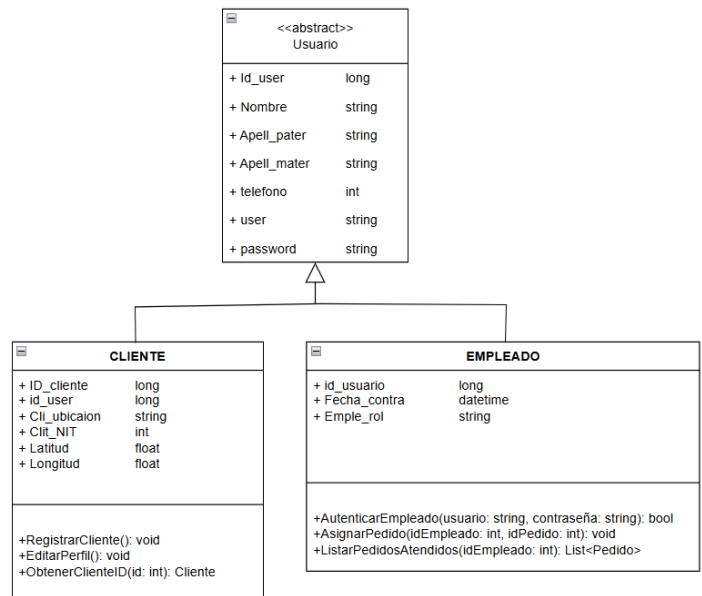 <<abstract>>
Usuario
+ Id_user long
+ Nombre string
+ Apell_pater string
+ Apell_mater string
+ telefono int
+ user string
+ password string
CLIENTE
+ ID_cliente long
+ id_user long
+ Cli_ubicaion string
+ Clit_NIT int
+ Latitud float
+ Longitud float
+RegistrarCliente(): void
+EditarPerfil(): void
+ObtenerClienteID(id: int): Cliente
EMPLEADO
+ id_usuario long
+ Fecha_contra datetime
+ Emple_rol string
+AutenticarEmpleado(usuario: string, contraseña: string): bool
+AsignarPedido(idEmpleado: int, idPedido: int): void
+ListarPedidosAtendidos(idEmpleado: int): List<Pedido>